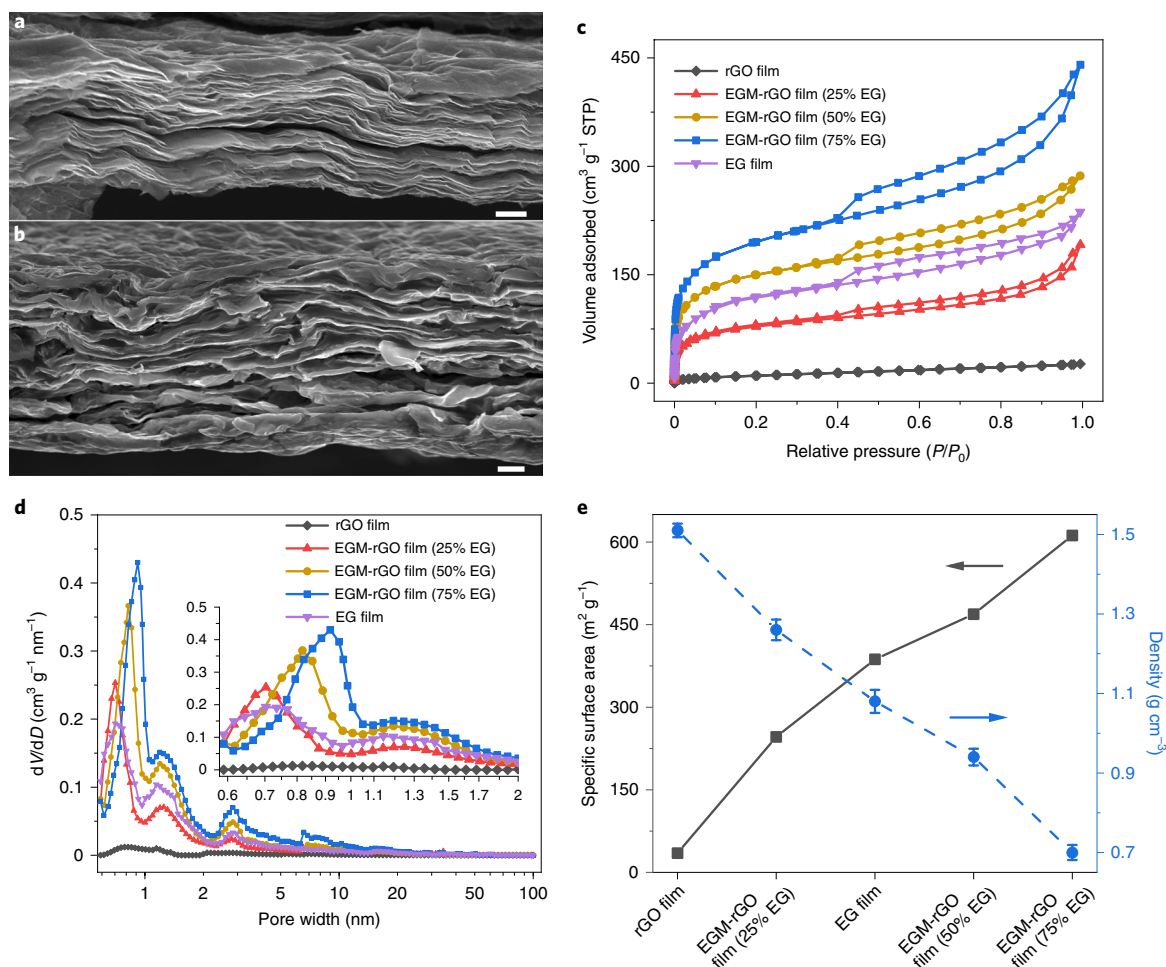 a
b
c
450
300
150
0
Volume adsorbed (cm³ g⁻¹ STP)
rGO film
EGM-rGO film (25% EG)
EGM-rGO film (50% EG)
EGM-rGO film (75% EG)
EG film
0 0.2 0.4 0.6 0.8 1.0
Relative pressure (P/P₀)
d
0.5
0.4
0.3
0.2
0.1
0
dV/dD (cm³ g⁻¹ nm⁻¹)
rGO film
EGM-rGO film (25% EG)
EGM-rGO film (50% EG)
EGM-rGO film (75% EG)
EG film
0.5
0.4
0.3
0.2
0.1
0
0.6 0.7 0.8 0.9 1 1.1 1.3 1.5 1.7 2
1 2 5 10 20 50 100
Pore width (nm)
e
600
450
300
150
0
Specific surface area (m² g⁻¹)
1.5
1.3
1.1
0.9
0.7
Density (g cm⁻³)
rGO film
EGM-rGO
film (25% EG)
EG film
EGM-rGO
film (50% EG)
EGM-rGO
film (75% EG)